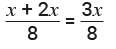 (x + 2x)/8 = 3x/8